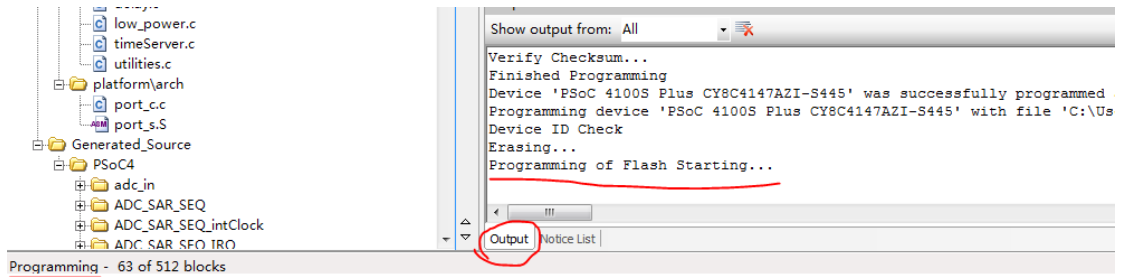 low_power.c
timeServer.c
utilities.c
platform\arch
port_c.c
port_s.S
Generated_Source
PSoC4
adc_in
ADC_SAR_SEQ
ADC_SAR_SEQ_intClock
ADC_SAR_SEQ_IRQ
Show output from: All
Verify Checksum...
Finished Programming
Device 'PSoC 4100S Plus CY8C4147AZI-S445' was successfully programmed
Programming device 'PSoC 4100S Plus CY8C4147AZI-S445' with file 'C:\Us
Device ID Check
Erasing...
Programming of Flash Starting...
Output Notice List
Programming - 63 of 512 blocks